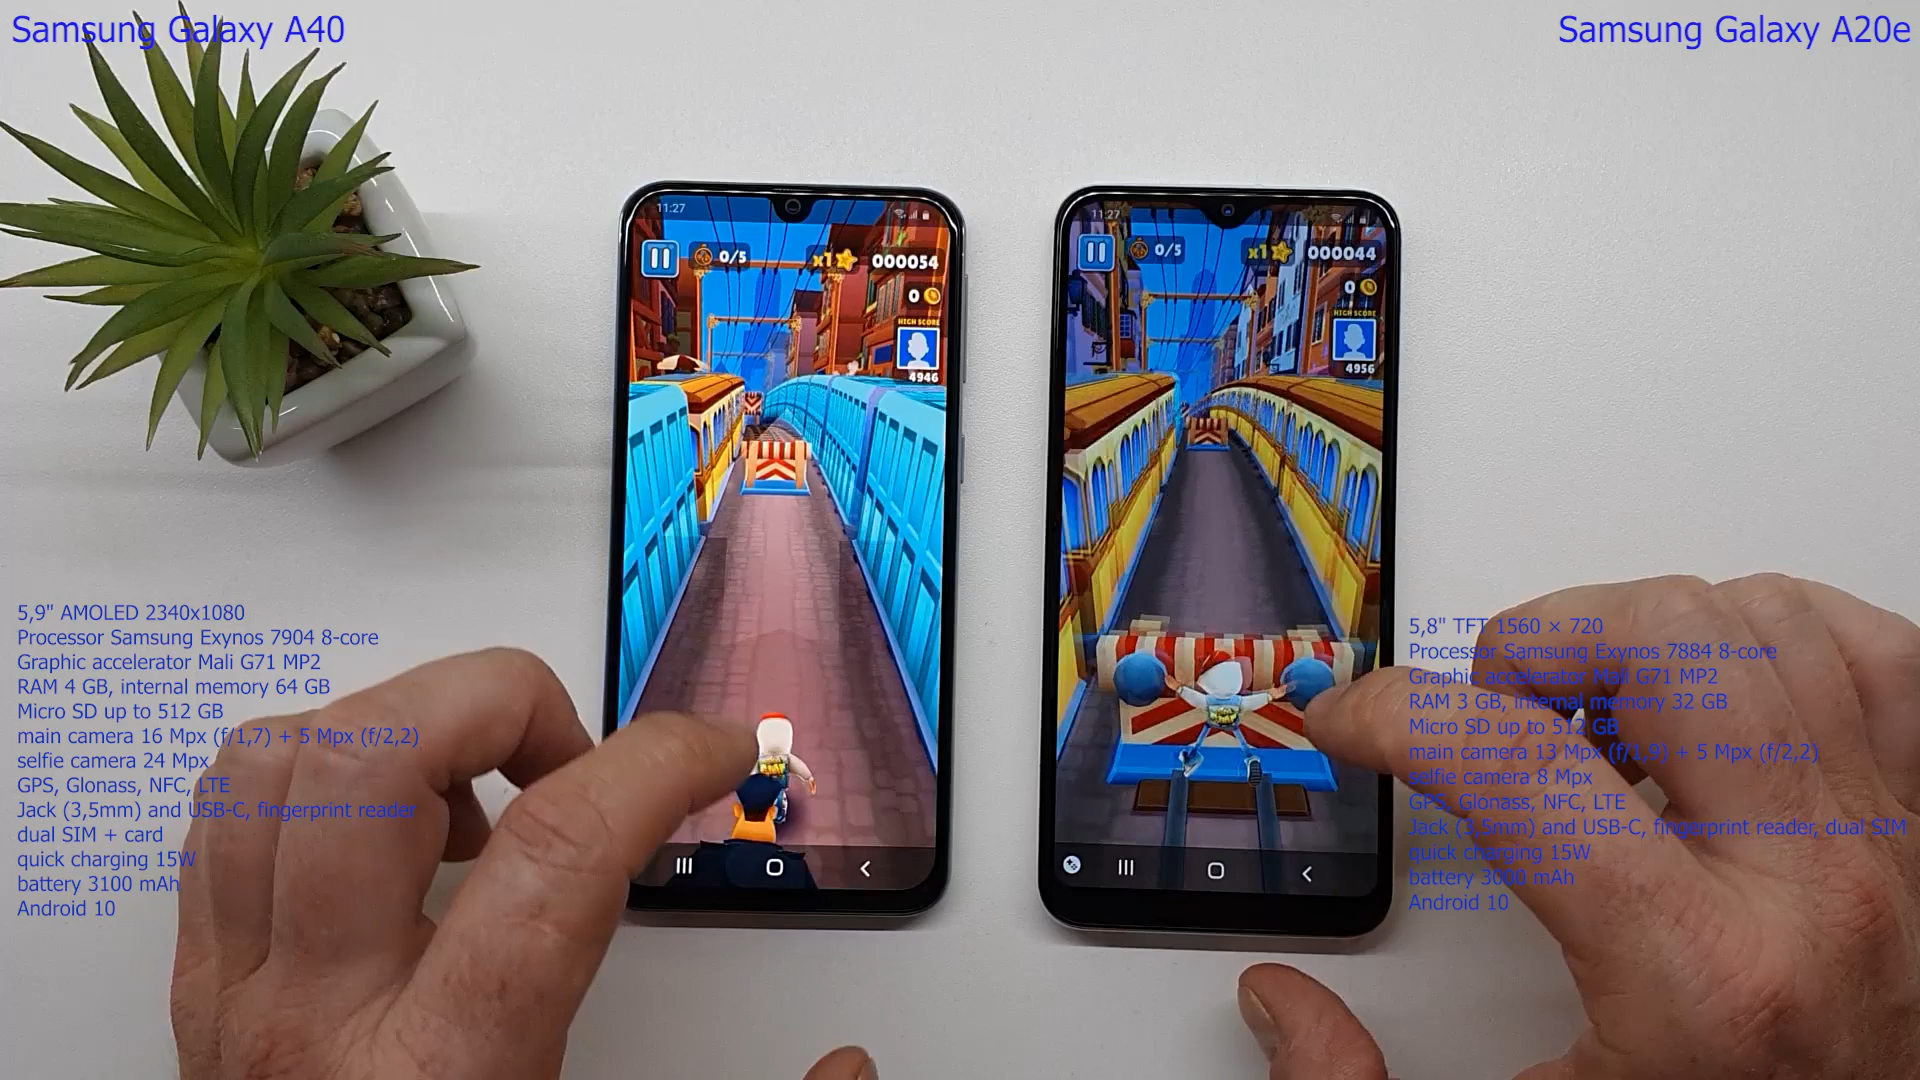 Samsung Galaxy A40
Samsung Galaxy A20e
11:27
0/5
x1
000054
0
HIGH SCORE
4946
11:27
0/5
x1
000044
0
HIGH SCORE
4956
5,9" AMOLED 2340x1080
Processor Samsung Exynos 7904 8-core
Graphic accelerator Mali G71 MP2
RAM 4 GB, internal memory 64 GB
Micro SD up to 512 GB
main camera 16 Mpx (f/1,7) + 5 Mpx (f/2,2)
selfie camera 24 Mpx
GPS, Glonass, NFC, LTE
Jack (3,5mm) and USB-C, fingerprint reader
dual SIM + card
quick charging 15W
battery 3100 mAh
Android 10
5,8" TFT 1560 × 720
Processor Samsung Exynos 7884 8-core
Graphic accelerator Mali G71 MP2
RAM 3 GB, internal memory 32 GB
Micro SD up to 512 GB
main camera 13 Mpx (f/1,9) + 5 Mpx (f/2,2)
selfie camera 8 Mpx
GPS, Glonass, NFC, LTE
Jack (3,5mm) and USB-C, fingerprint reader, dual SIM
quick charging 15W
battery 3000 mAh
Android 10